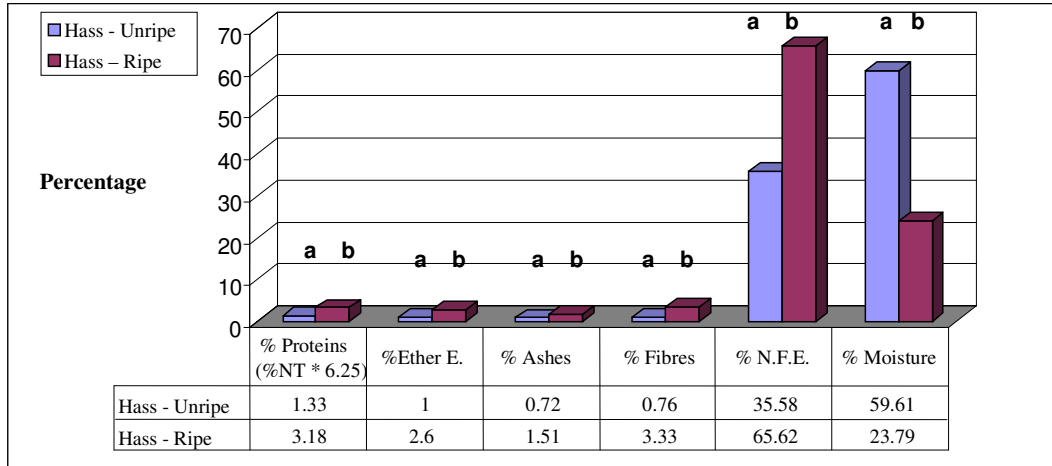 Hass - Unripe
Hass – Ripe
Percentage
70
60
50
40
30
20
10
0
a b
a b
a b
a b
a b
a b
% Proteins (%NT * 6.25)
%Ether E.
% Ashes
% Fibres
% N.F.E.
% Moisture
Hass - Unripe 1.33 1 0.72 0.76 35.58 59.61
Hass - Ripe 3.18 2.6 1.51 3.33 65.62 23.79